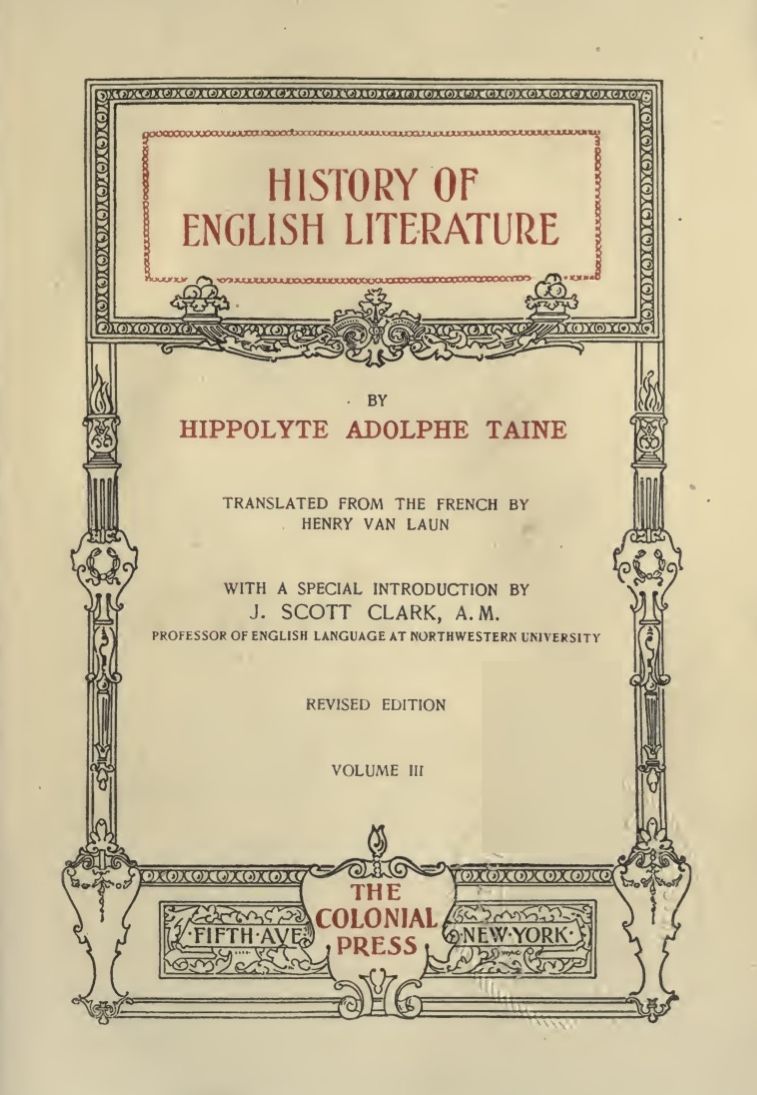 HISTORY OF
ENGLISH LITERATURE
BY
HIPPOLYTE ADOLPHE TAINE
TRANSLATED FROM THE FRENCH BY
HENRY VAN LAUN
WITH A SPECIAL INTRODUCTION BY
J. SCOTT CLARK, A.M.
PROFESSOR OF ENGLISH LANGUAGE AT NORTHWESTERN UNIVERSITY
REVISED EDITION
VOLUME III
THE
COLONIAL
PRESS
·FIFTH·AVE·
NEW·YORK·